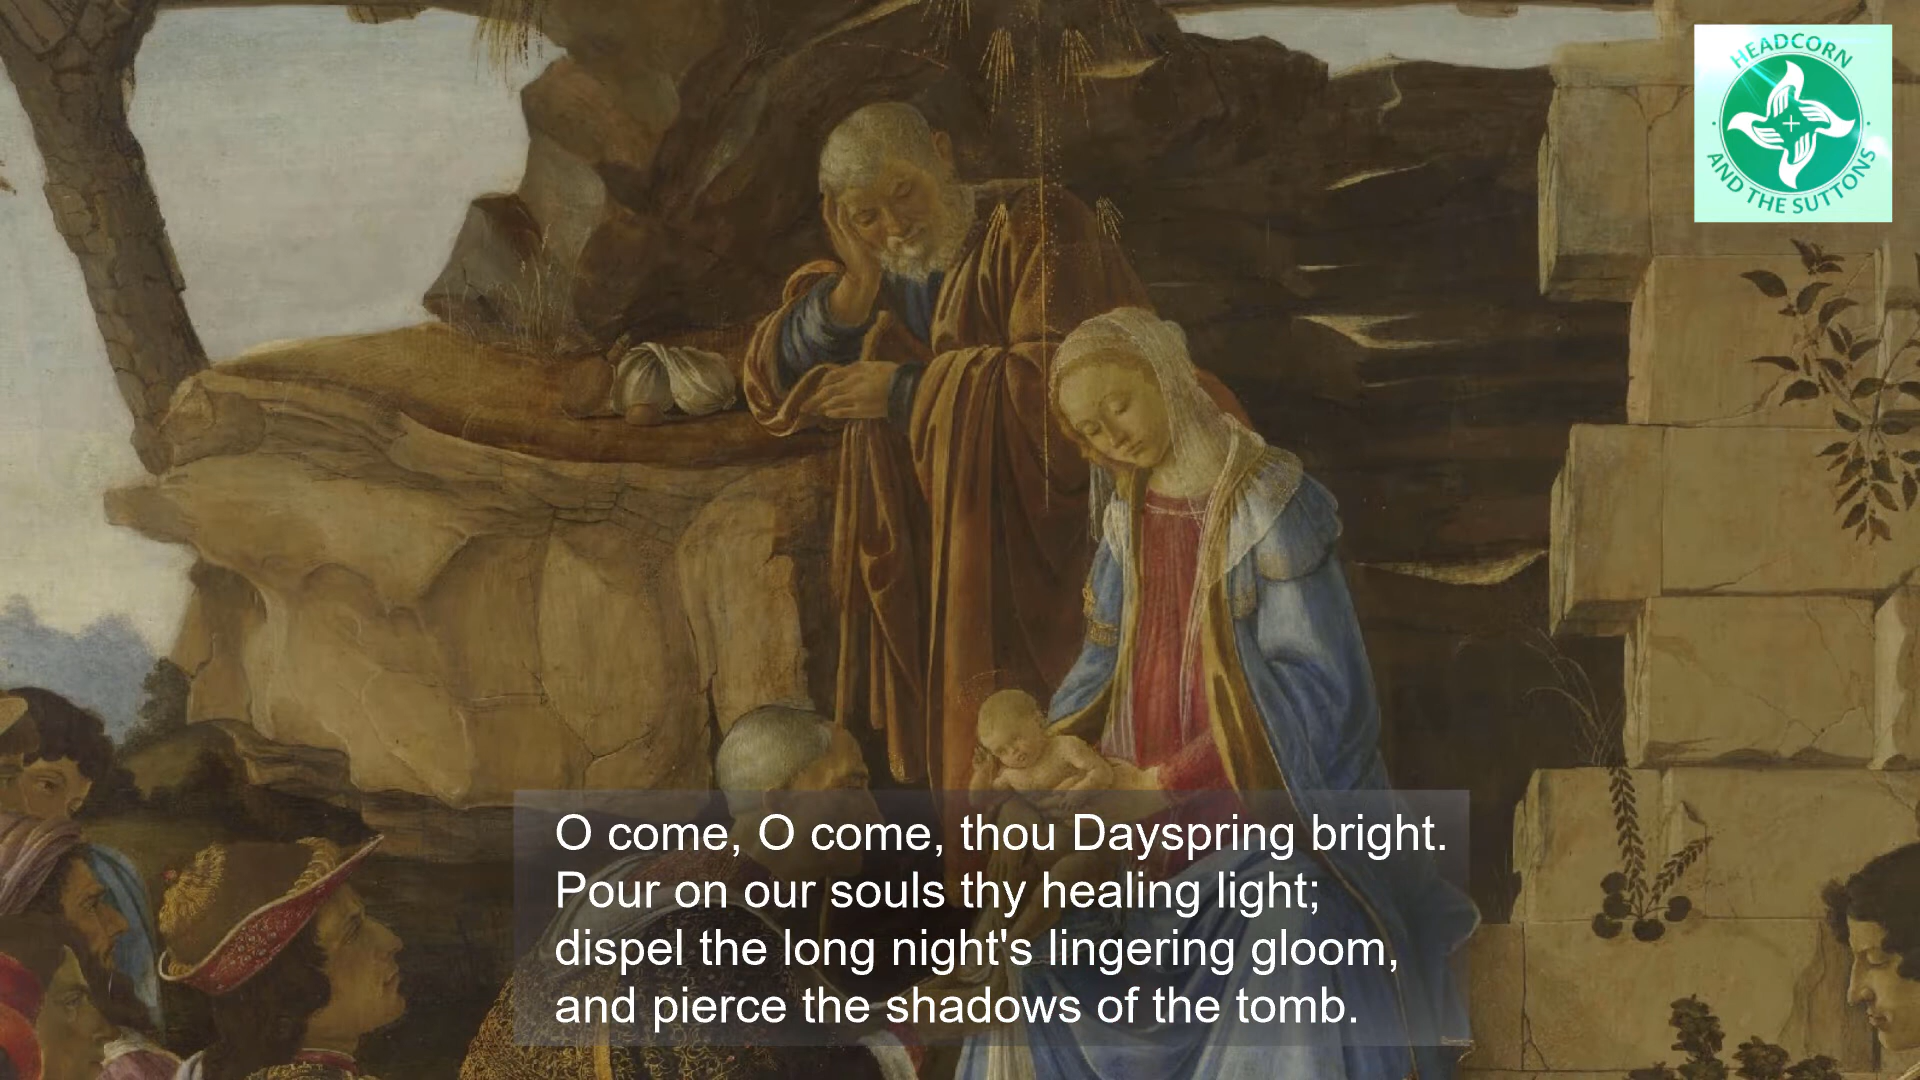 HEADCORN
AND THE SUTTONS
O come, O come, thou Dayspring bright.
Pour on our souls thy healing light;
dispel the long night's lingering gloom,
and pierce the shadows of the tomb.